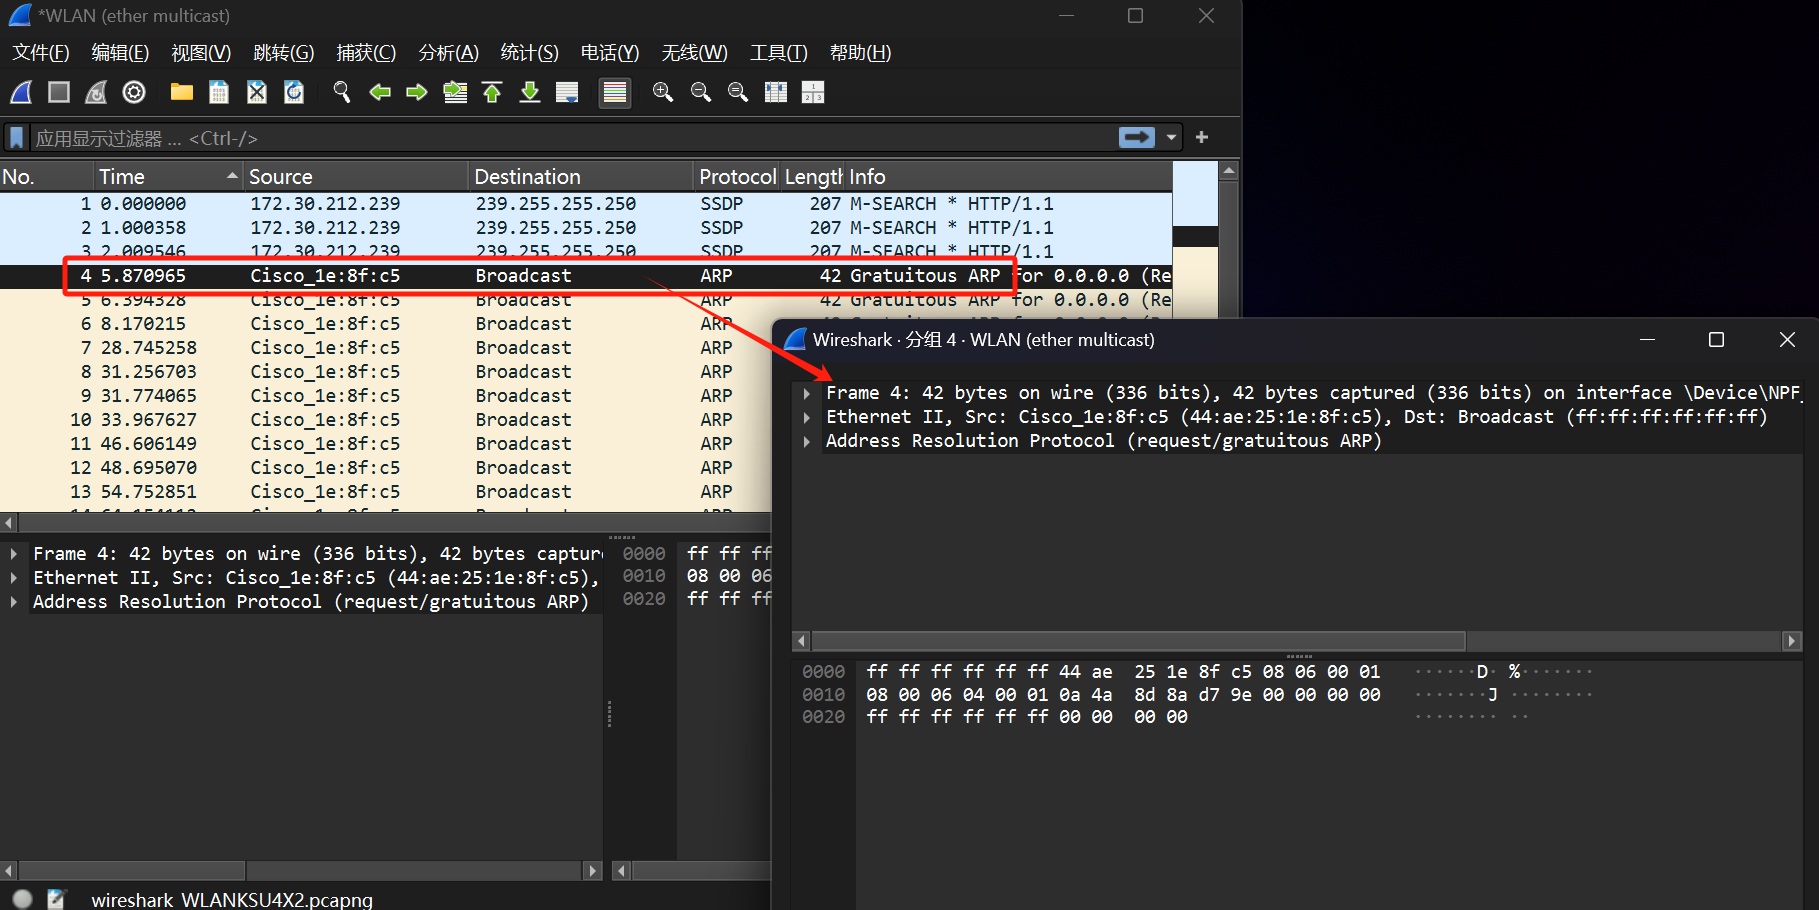 *WLAN (ether multicast)
文件(F) 编辑(E) 视图(V) 跳转(G) 捕获(C) 分析(A) 统计(S) 电话(Y) 无线(W) 工具(T) 帮助(H)
应用显示过滤器 … <Ctrl-/>
No. Time Source Destination Protocol Length Info
1 0.000000 172.30.212.239 239.255.255.250 SSDP 207 M-SEARCH * HTTP/1.1
2 1.000358 172.30.212.239 239.255.255.250 SSDP 207 M-SEARCH * HTTP/1.1
3 2.009546 172.30.212.239 239.255.255.250 SSDP 207 M-SEARCH * HTTP/1.1
4 5.870965 Cisco_1e:8f:c5 Broadcast ARP 42 Gratuitous ARP for 0.0.0.0 (Re
5 6.394328 Cisco_1e:8f:c5 Broadcast ARP 42 Gratuitous ARP for 0.0.0.0 (Re
6 8.170215 Cisco_1e:8f:c5 Broadcast ARP
7 28.745258 Cisco_1e:8f:c5 Broadcast ARP
8 31.256703 Cisco_1e:8f:c5 Broadcast ARP
9 31.774065 Cisco_1e:8f:c5 Broadcast ARP
10 33.967627 Cisco_1e:8f:c5 Broadcast ARP
11 46.606149 Cisco_1e:8f:c5 Broadcast ARP
12 48.695070 Cisco_1e:8f:c5 Broadcast ARP
13 54.752851 Cisco_1e:8f:c5 Broadcast ARP
Frame 4: 42 bytes on wire (336 bits), 42 bytes capture
Ethernet II, Src: Cisco_1e:8f:c5 (44:ae:25:1e:8f:c5),
Address Resolution Protocol (request/gratuitous ARP)
0000 ff ff ff
0010 08 00 06
0020 ff ff ff
wireshark_WLANKSU4X2.pcapng
Wireshark · 分组 4 · WLAN (ether multicast)
Frame 4: 42 bytes on wire (336 bits), 42 bytes captured (336 bits) on interface \Device\NPF_
Ethernet II, Src: Cisco_1e:8f:c5 (44:ae:25:1e:8f:c5), Dst: Broadcast (ff:ff:ff:ff:ff:ff)
Address Resolution Protocol (request/gratuitous ARP)
0000 ff ff ff ff ff ff 44 ae 25 1e 8f c5 08 06 00 01 ······D· %·······
0010 08 00 06 04 00 01 0a 4a 8d 8a d7 9e 00 00 00 00 ·······J ········
0020 ff ff ff ff ff ff 00 00 00 00 ········ ··